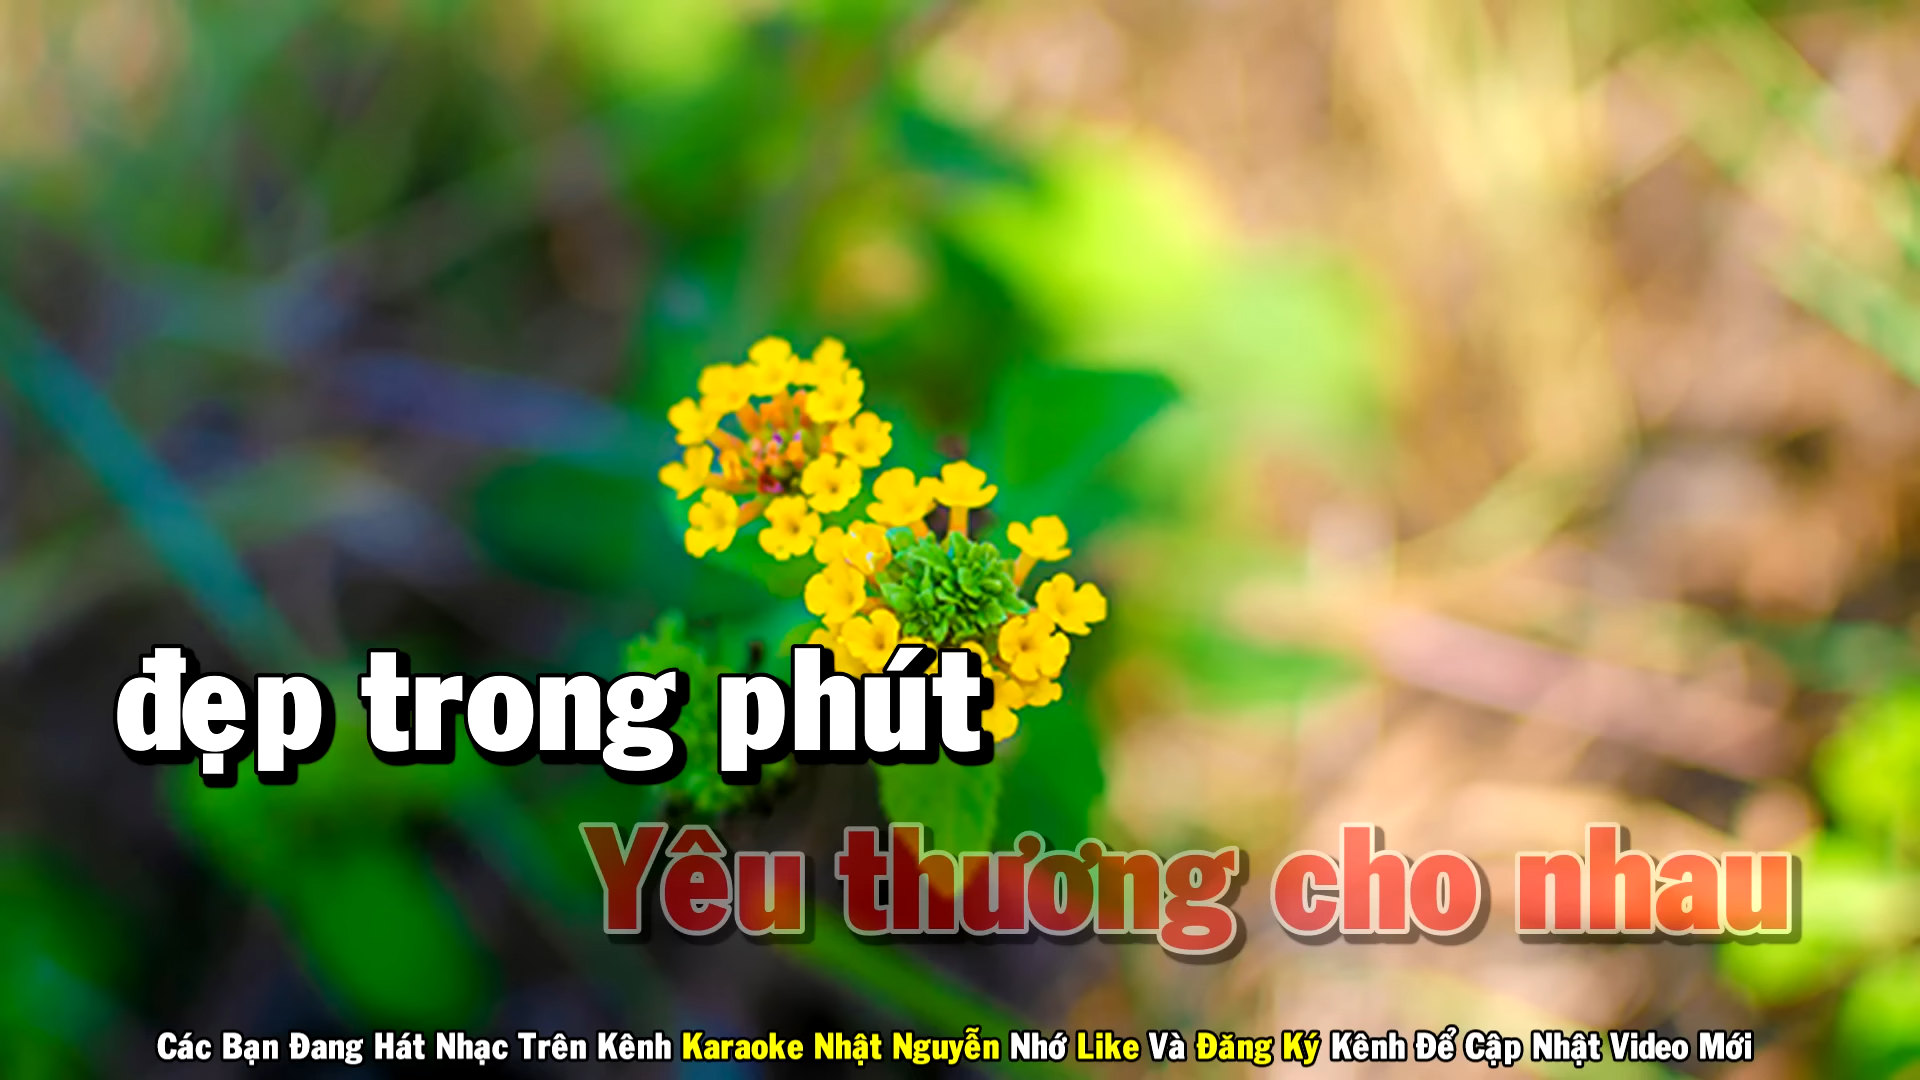 đẹp trong phút
Yêu thương cho nhau
Các Bạn Đang Hát Nhạc Trên Kênh Karaoke Nhật Nguyễn Nhớ Like Và Đăng Ký Kênh Để Cập Nhật Video Mới